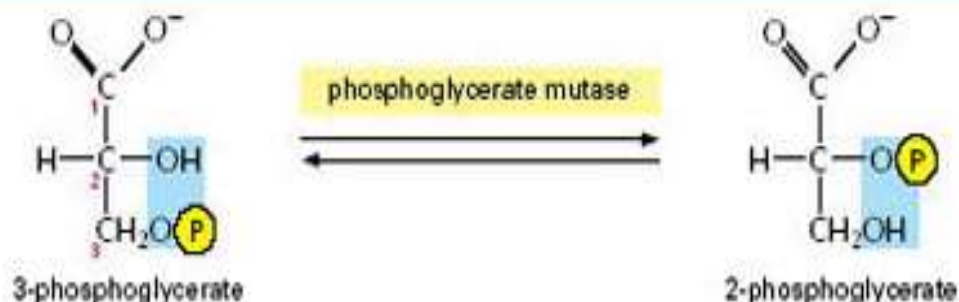 O O⁻
C
1
H—C—OH
2
CH₂O P
3
3-phosphoglycerate
phosphoglycerate mutase
O O⁻
C
H—C—O P
CH₂OH
2-phosphoglycerate